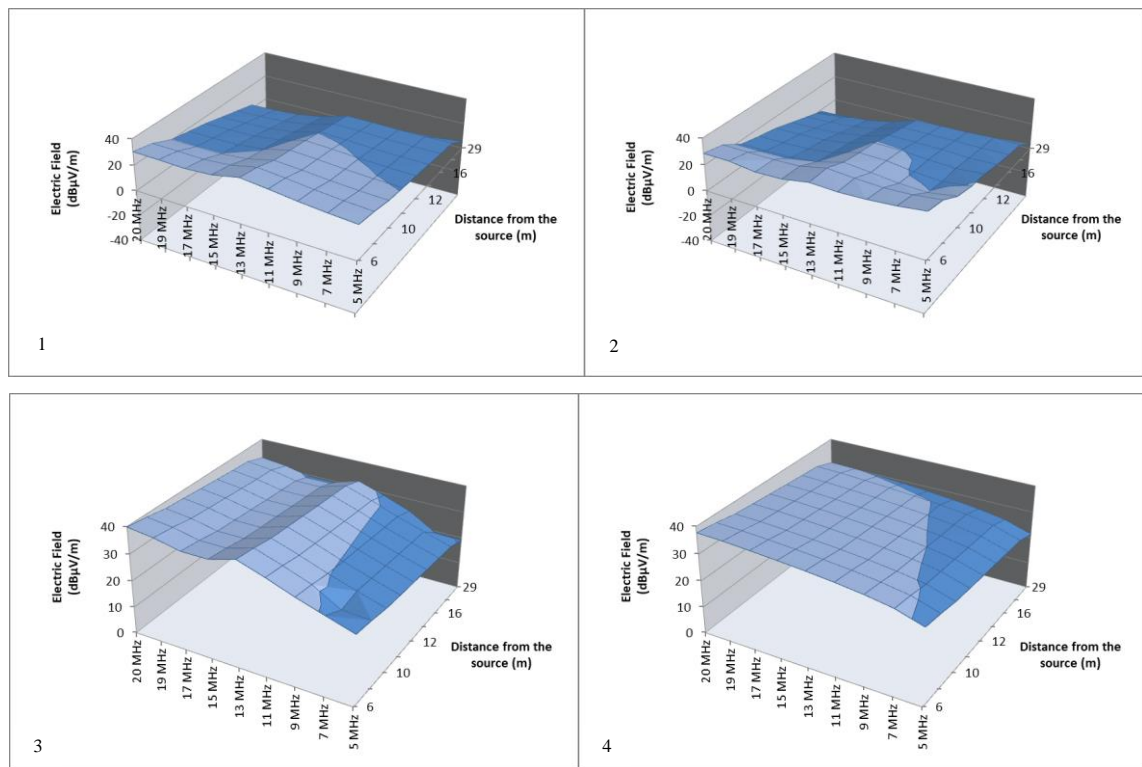 40
20
0
-20
-40
Electric Field
(dBµV/m)
20 MHz
19 MHz
17 MHz
15 MHz
13 MHz
11 MHz
9 MHz
7 MHz
5 MHz
6
10
12
16
29
Distance from the
source (m)
1
40
20
0
-20
-40
Electric Field
(dBµV/m)
20 MHz
19 MHz
17 MHz
15 MHz
13 MHz
11 MHz
9 MHz
7 MHz
5 MHz
6
10
12
16
29
Distance from the
source (m)
2
40
30
20
10
0
Electric Field
(dBµV/m)
20 MHz
19 MHz
17 MHz
15 MHz
13 MHz
11 MHz
9 MHz
7 MHz
5 MHz
6
10
12
16
29
Distance from the
source (m)
3
40
30
20
10
0
Electric Field
(dBµV/m)
20 MHz
19 MHz
17 MHz
15 MHz
13 MHz
11 MHz
9 MHz
7 MHz
5 MHz
6
10
12
16
29
Distance from the
source (m)
4